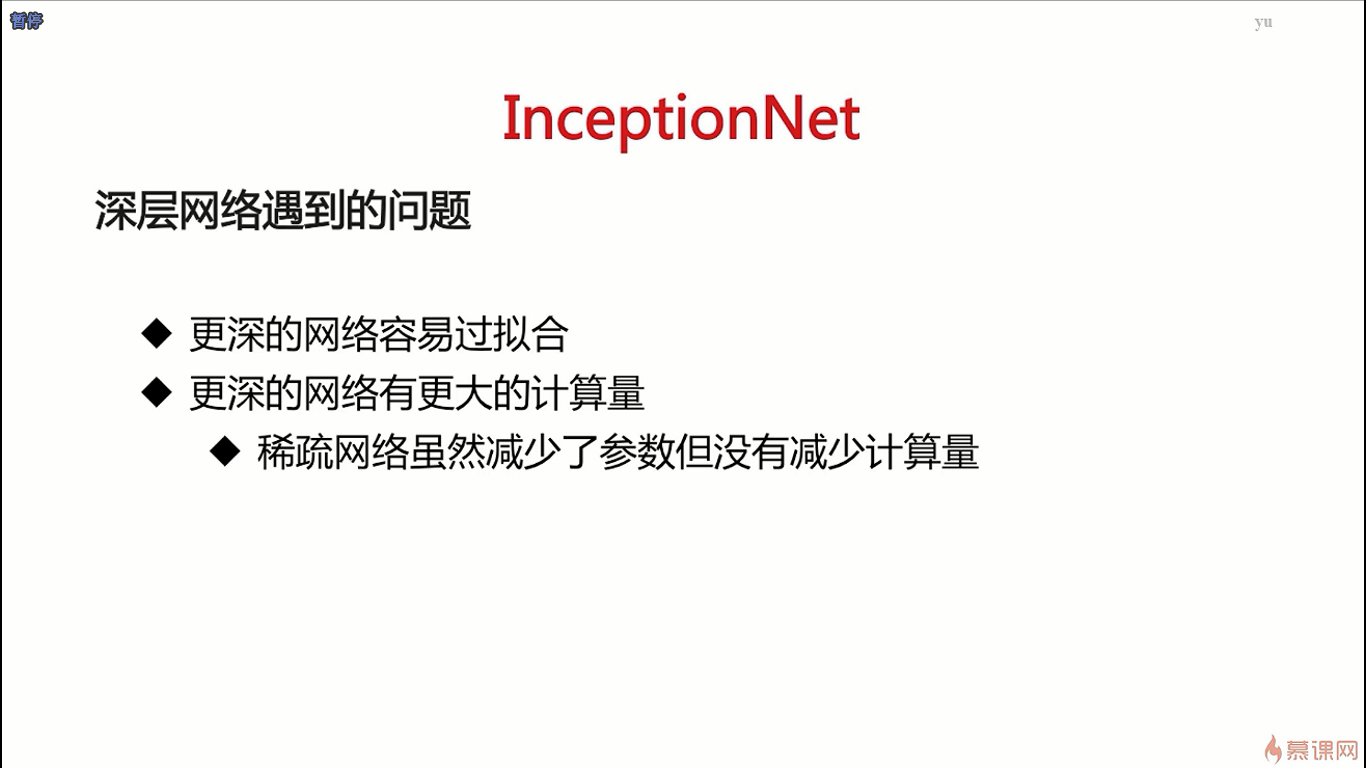 暂停
yu
InceptionNet
深层网络遇到的问题
◆ 更深的网络容易过拟合
◆ 更深的网络有更大的计算量
◆ 稀疏网络虽然减少了参数但没有减少计算量
慕课网